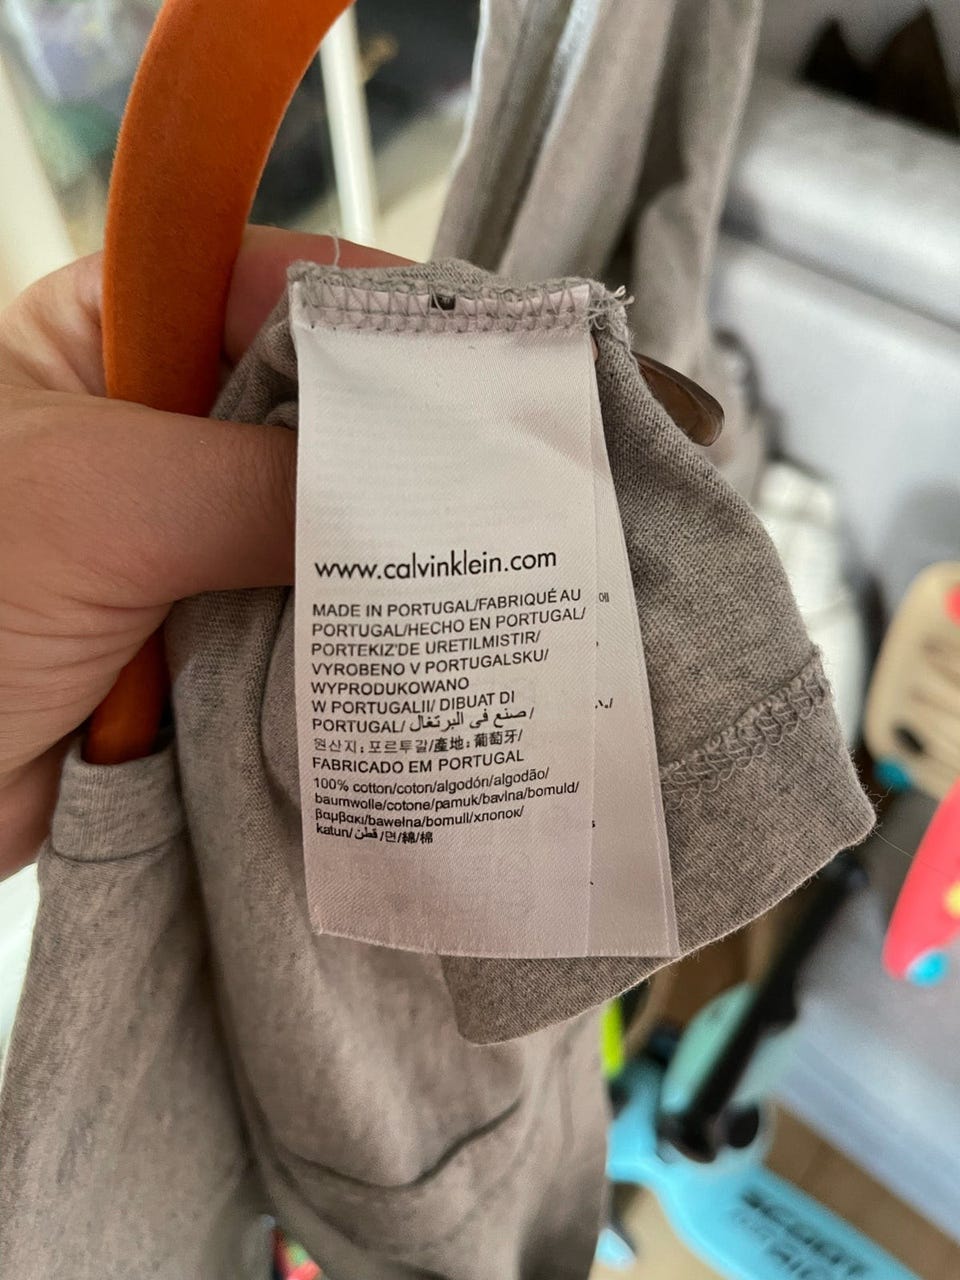 www.calvinklein.com
MADE IN PORTUGAL/FABRIQUÉ AU
PORTUGAL/HECHO EN PORTUGAL/
PORTEKIZ'DE URETILMISTIR/
VYROBENO V PORTUGALSKU/
WYPRODUKOWANO
W PORTUGALII/ DIBUAT DI
PORTUGAL/ صنع في البرتغال /
원산지: 포르투갈/產地: 葡萄牙/
FABRICADO EM PORTUGAL
100% cotton/coton/algodón/algodão/
baumwolle/cotone/pamuk/bavlna/bomuld/
βαμβακι/bawełna/bomull/хлопок/
katun/ قطن /면/綿/棉
에